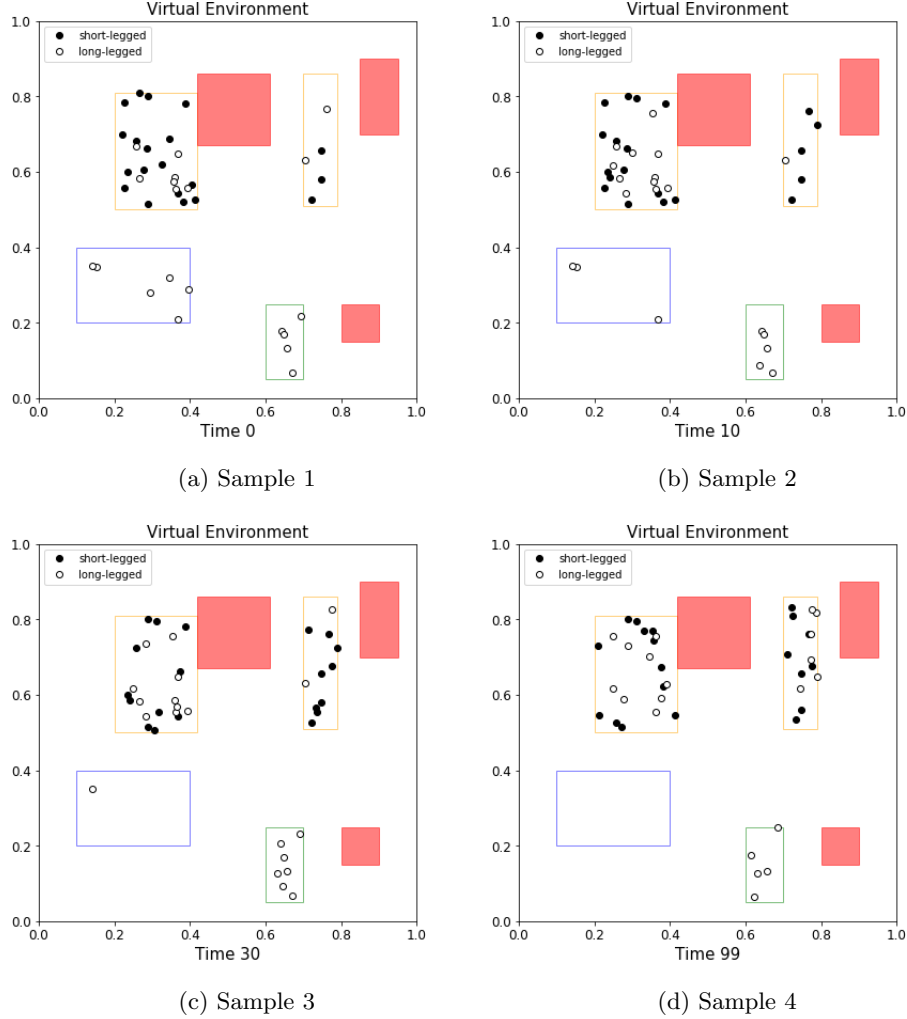 Virtual Environment
1.0
0.8
0.6
0.4
0.2
0.0
short-legged
long-legged
0.0 0.2 0.4 0.6 0.8 1.0
Time 0
(a) Sample 1
Virtual Environment
1.0
0.8
0.6
0.4
0.2
0.0
short-legged
long-legged
0.0 0.2 0.4 0.6 0.8 1.0
Time 10
(b) Sample 2
Virtual Environment
1.0
0.8
0.6
0.4
0.2
0.0
short-legged
long-legged
0.0 0.2 0.4 0.6 0.8 1.0
Time 30
(c) Sample 3
Virtual Environment
1.0
0.8
0.6
0.4
0.2
0.0
short-legged
long-legged
0.0 0.2 0.4 0.6 0.8 1.0
Time 99
(d) Sample 4